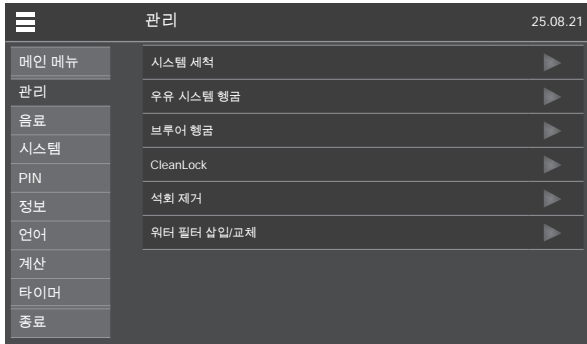 관리
25.08.21
메인 메뉴
관리
음료
시스템
PIN
정보
언어
계산
타이머
종료
시스템 세척
우유 시스템 헹굼
브루어 헹굼
CleanLock
석회 제거
워터 필터 삽입/교체